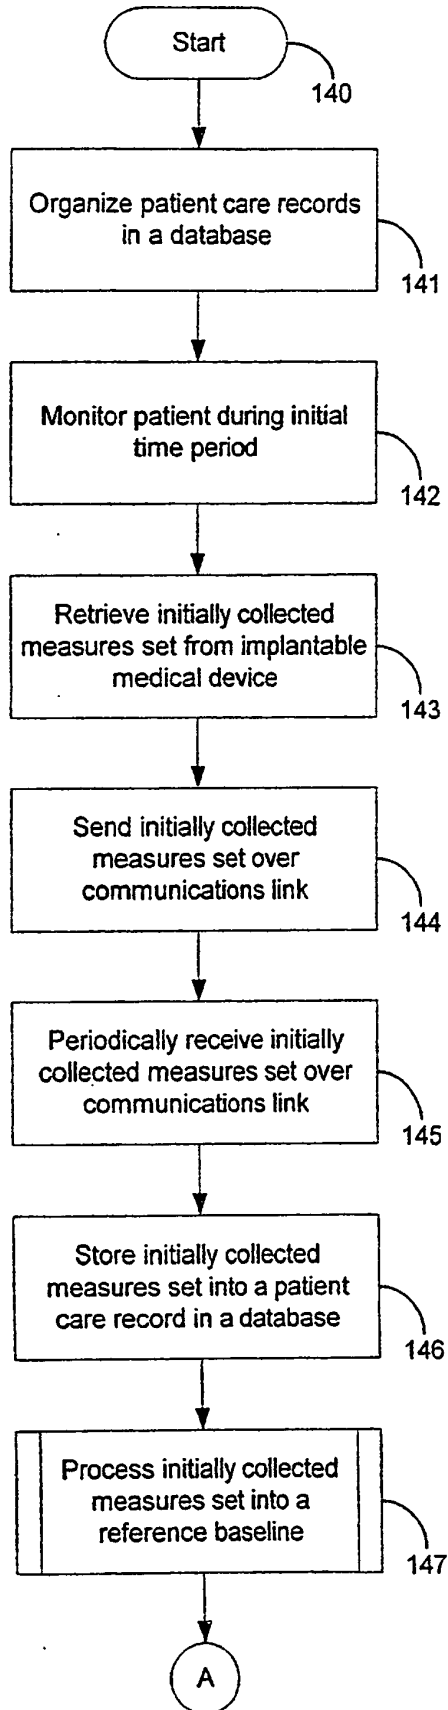 Start
140
Organize patient care records
in a database
141
Monitor patient during initial
time period
142
Retrieve initially collected
measures set from implantable
medical device
143
Send initially collected
measures set over
communications link
144
Periodically receive initially
collected measures set over
communications link
145
Store initially collected
measures set into a patient
care record in a database
146
Process initially collected
measures set into a
reference baseline
147
A